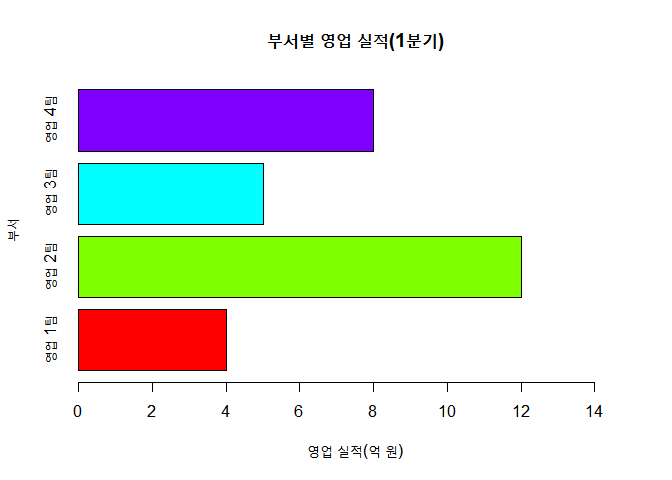 부서별 영업 실적(1분기)
부서
영업 4팀
영업 3팀
영업 2팀
영업 1팀
0 2 4 6 8 10 12 14
영업 실적(억 원)